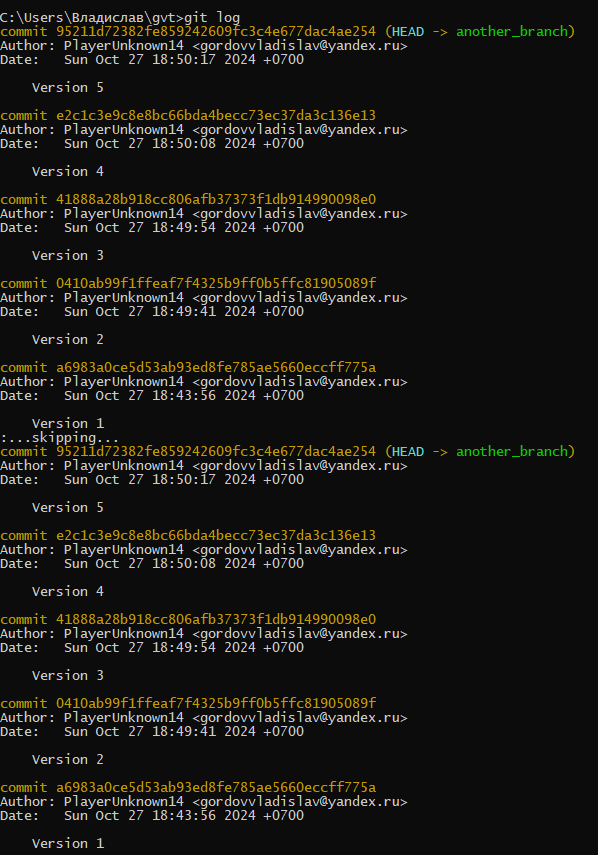 C:\Users\Владислав\gvt>git log
commit 95211d72382fe859242609fc3c4e677dac4ae254 (HEAD -> another_branch)
Author: PlayerUnknown14 <gordovvladislav@yandex.ru>
Date:   Sun Oct 27 18:50:17 2024 +0700

    Version 5

commit e2c1c3e9c8e8bc66bda4becc73ec37da3c136e13
Author: PlayerUnknown14 <gordovvladislav@yandex.ru>
Date:   Sun Oct 27 18:50:08 2024 +0700

    Version 4

commit 41888a28b918cc806afb37373f1db914990098e0
Author: PlayerUnknown14 <gordovvladislav@yandex.ru>
Date:   Sun Oct 27 18:49:54 2024 +0700

    Version 3

commit 0410ab99f1ffeaf7f4325b9ff0b5ffc81905089f
Author: PlayerUnknown14 <gordovvladislav@yandex.ru>
Date:   Sun Oct 27 18:49:41 2024 +0700

    Version 2

commit a6983a0ce5d53ab93ed8fe785ae5660eccff775a
Author: PlayerUnknown14 <gordovvladislav@yandex.ru>
Date:   Sun Oct 27 18:43:56 2024 +0700

    Version 1
:...skipping...
commit 95211d72382fe859242609fc3c4e677dac4ae254 (HEAD -> another_branch)
Author: PlayerUnknown14 <gordovvladislav@yandex.ru>
Date:   Sun Oct 27 18:50:17 2024 +0700

    Version 5

commit e2c1c3e9c8e8bc66bda4becc73ec37da3c136e13
Author: PlayerUnknown14 <gordovvladislav@yandex.ru>
Date:   Sun Oct 27 18:50:08 2024 +0700

    Version 4

commit 41888a28b918cc806afb37373f1db914990098e0
Author: PlayerUnknown14 <gordovvladislav@yandex.ru>
Date:   Sun Oct 27 18:49:54 2024 +0700

    Version 3

commit 0410ab99f1ffeaf7f4325b9ff0b5ffc81905089f
Author: PlayerUnknown14 <gordovvladislav@yandex.ru>
Date:   Sun Oct 27 18:49:41 2024 +0700

    Version 2

commit a6983a0ce5d53ab93ed8fe785ae5660eccff775a
Author: PlayerUnknown14 <gordovvladislav@yandex.ru>
Date:   Sun Oct 27 18:43:56 2024 +0700

    Version 1